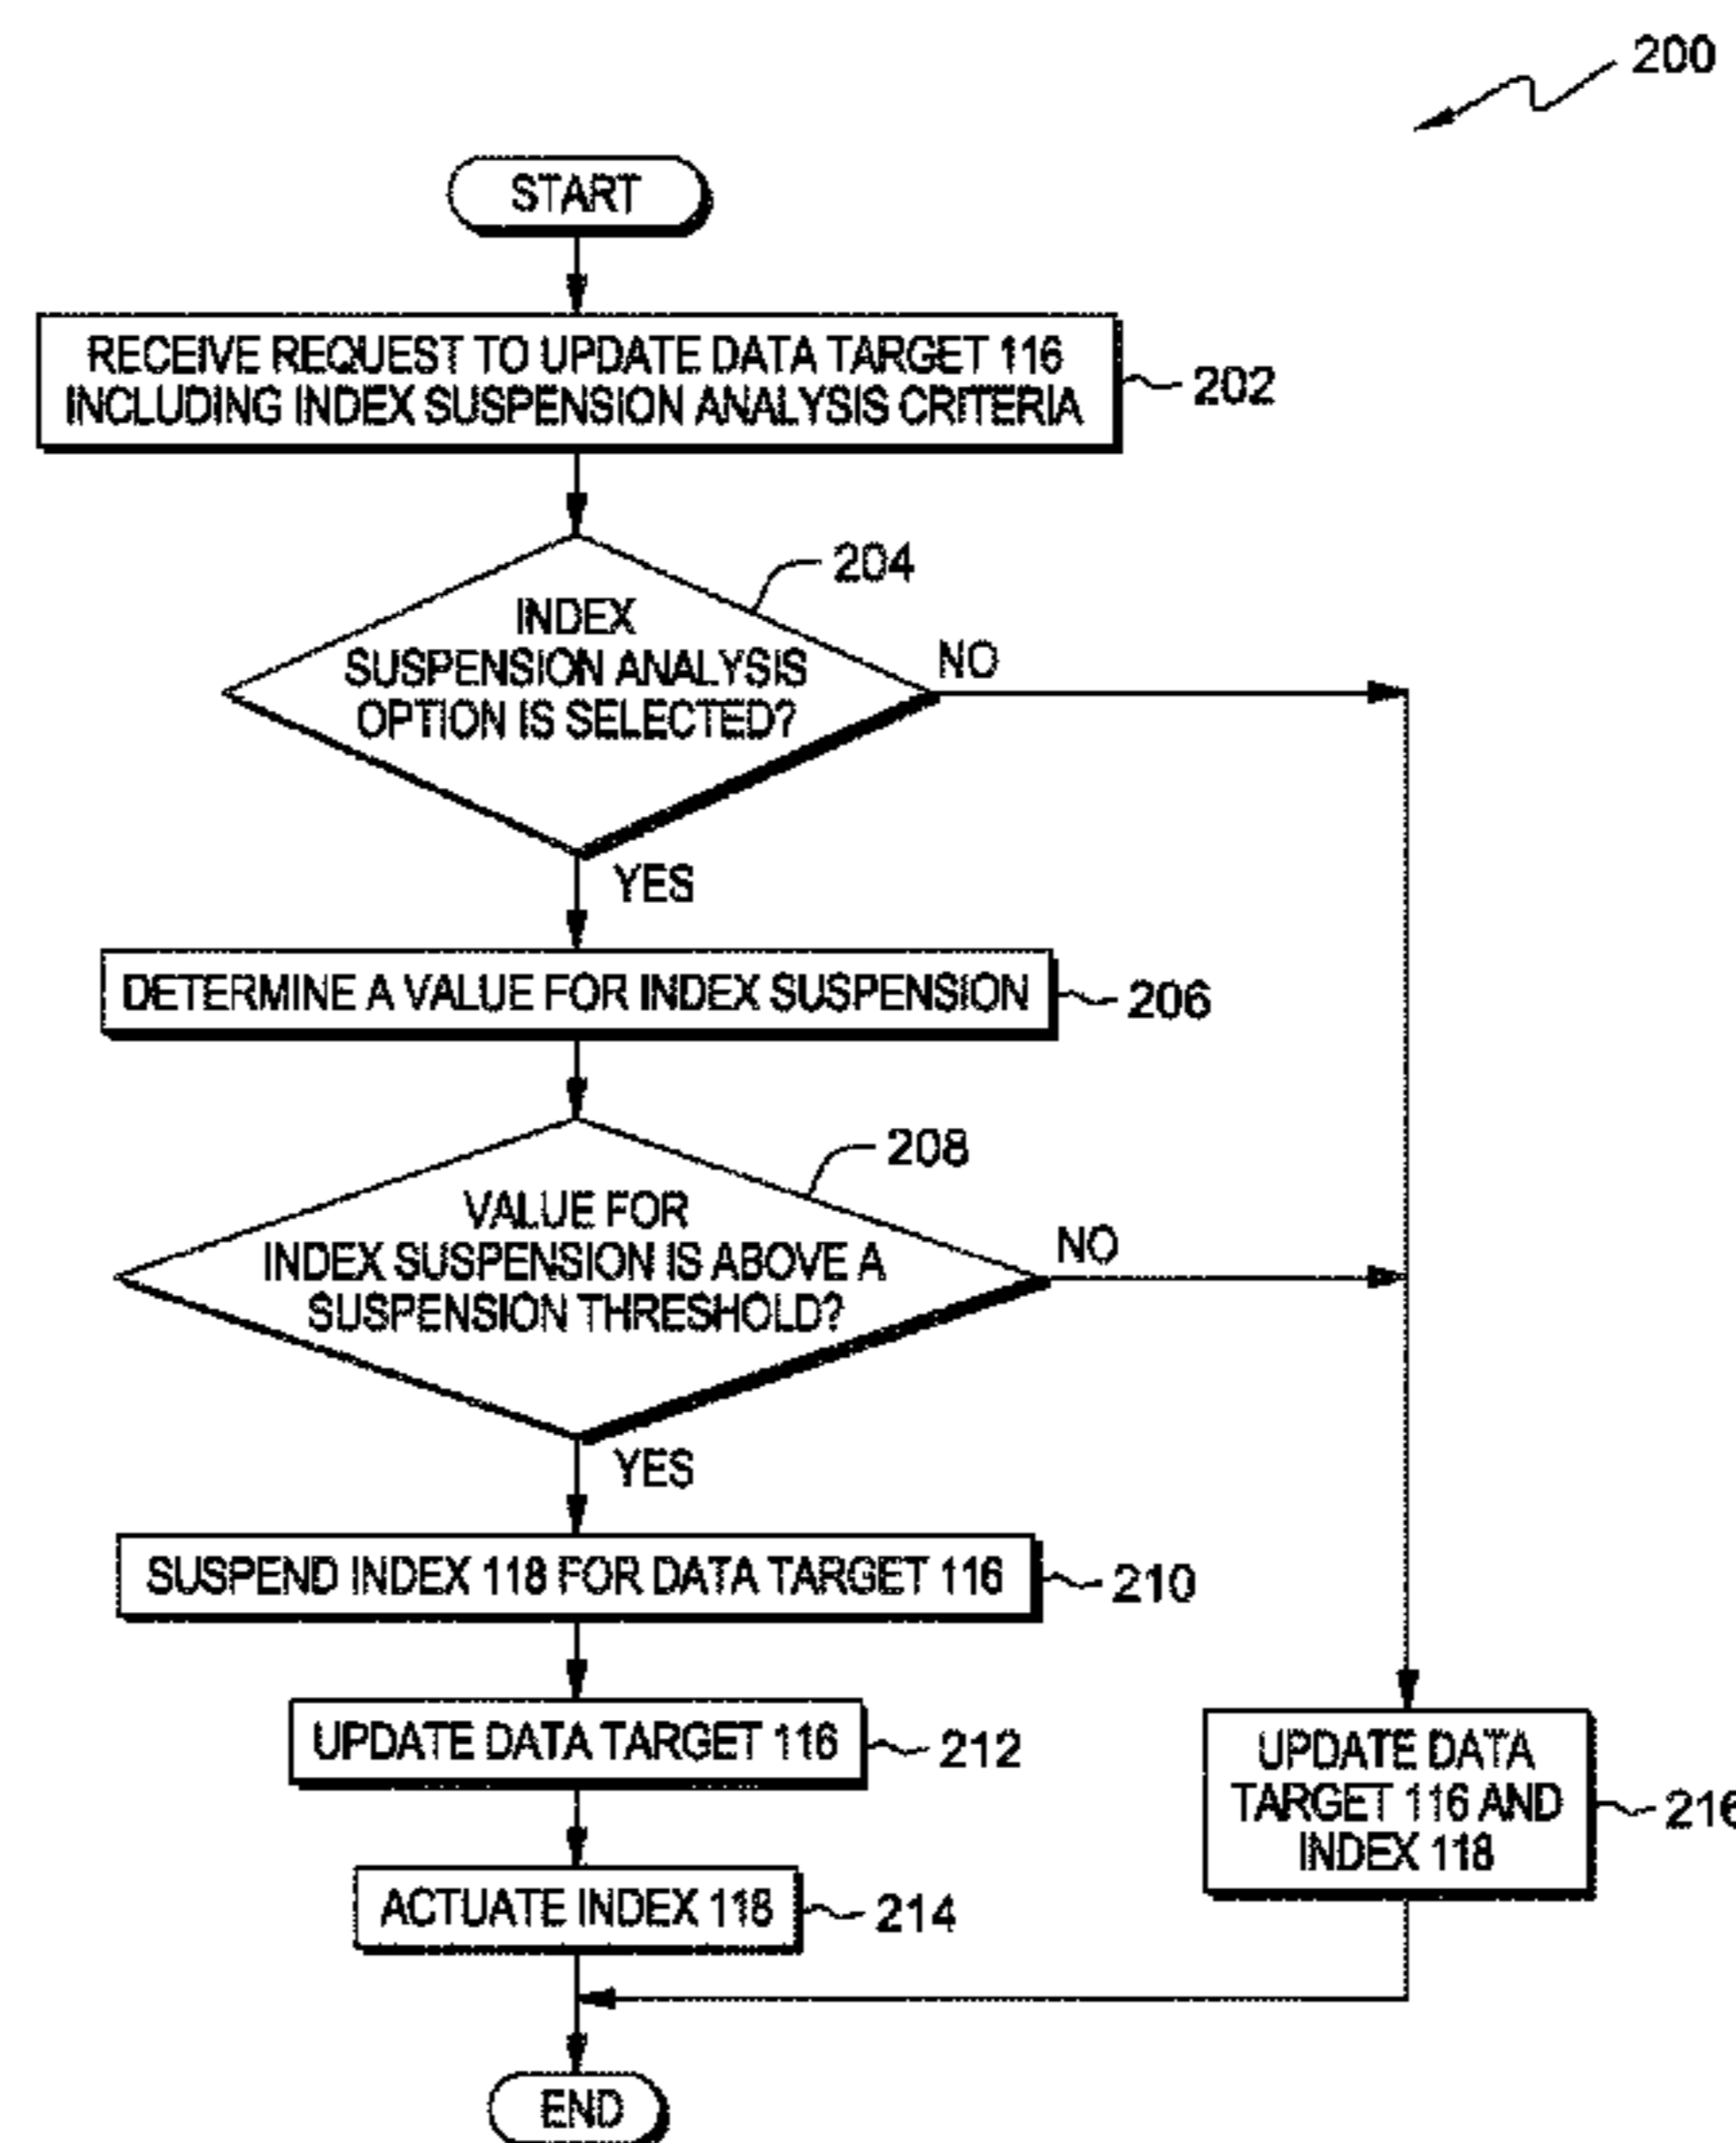 200
START
RECEIVE REQUEST TO UPDATE DATA TARGET 116
INCLUDING INDEX SUSPENSION ANALYSIS CRITERIA
202
204
INDEX
SUSPENSION ANALYSIS
OPTION IS SELECTED?
NO
YES
DETERMINE A VALUE FOR INDEX SUSPENSION
206
208
VALUE FOR
INDEX SUSPENSION IS ABOVE A
SUSPENSION THRESHOLD?
NO
YES
SUSPEND INDEX 118 FOR DATA TARGET 116
210
UPDATE DATA TARGET 116
212
UPDATE DATA
TARGET 116 AND
INDEX 118
216
ACTUATE INDEX 118
214
END